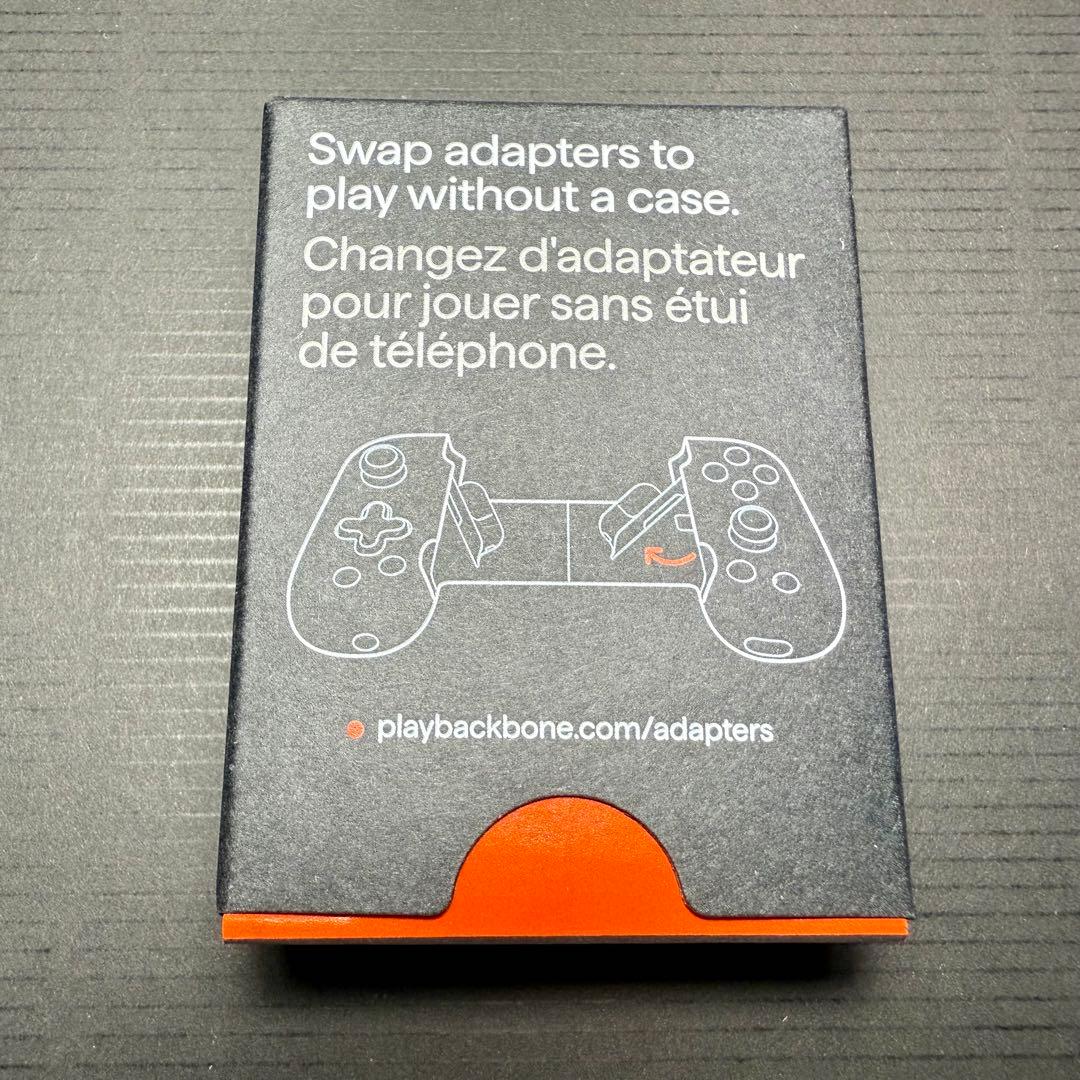 Swap adapters to
play without a case.
Changez d'adaptateur
pour jouer sans étui
de téléphone.
playbackbone.com/adapters